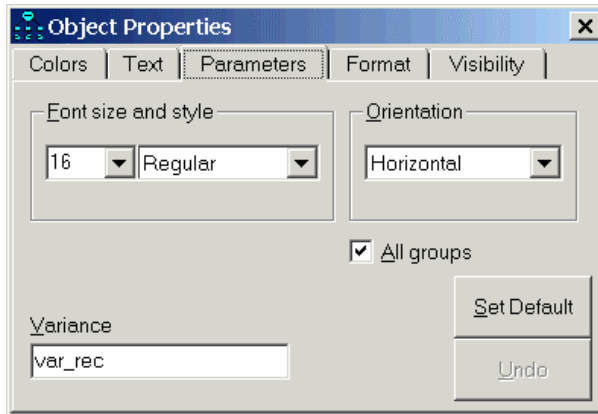 Object Properties
Colors Text Parameters Format Visibility
Font size and style Orientation
16 Regular Horizontal
All groups
Set Default
Variance
var_rec
Undo